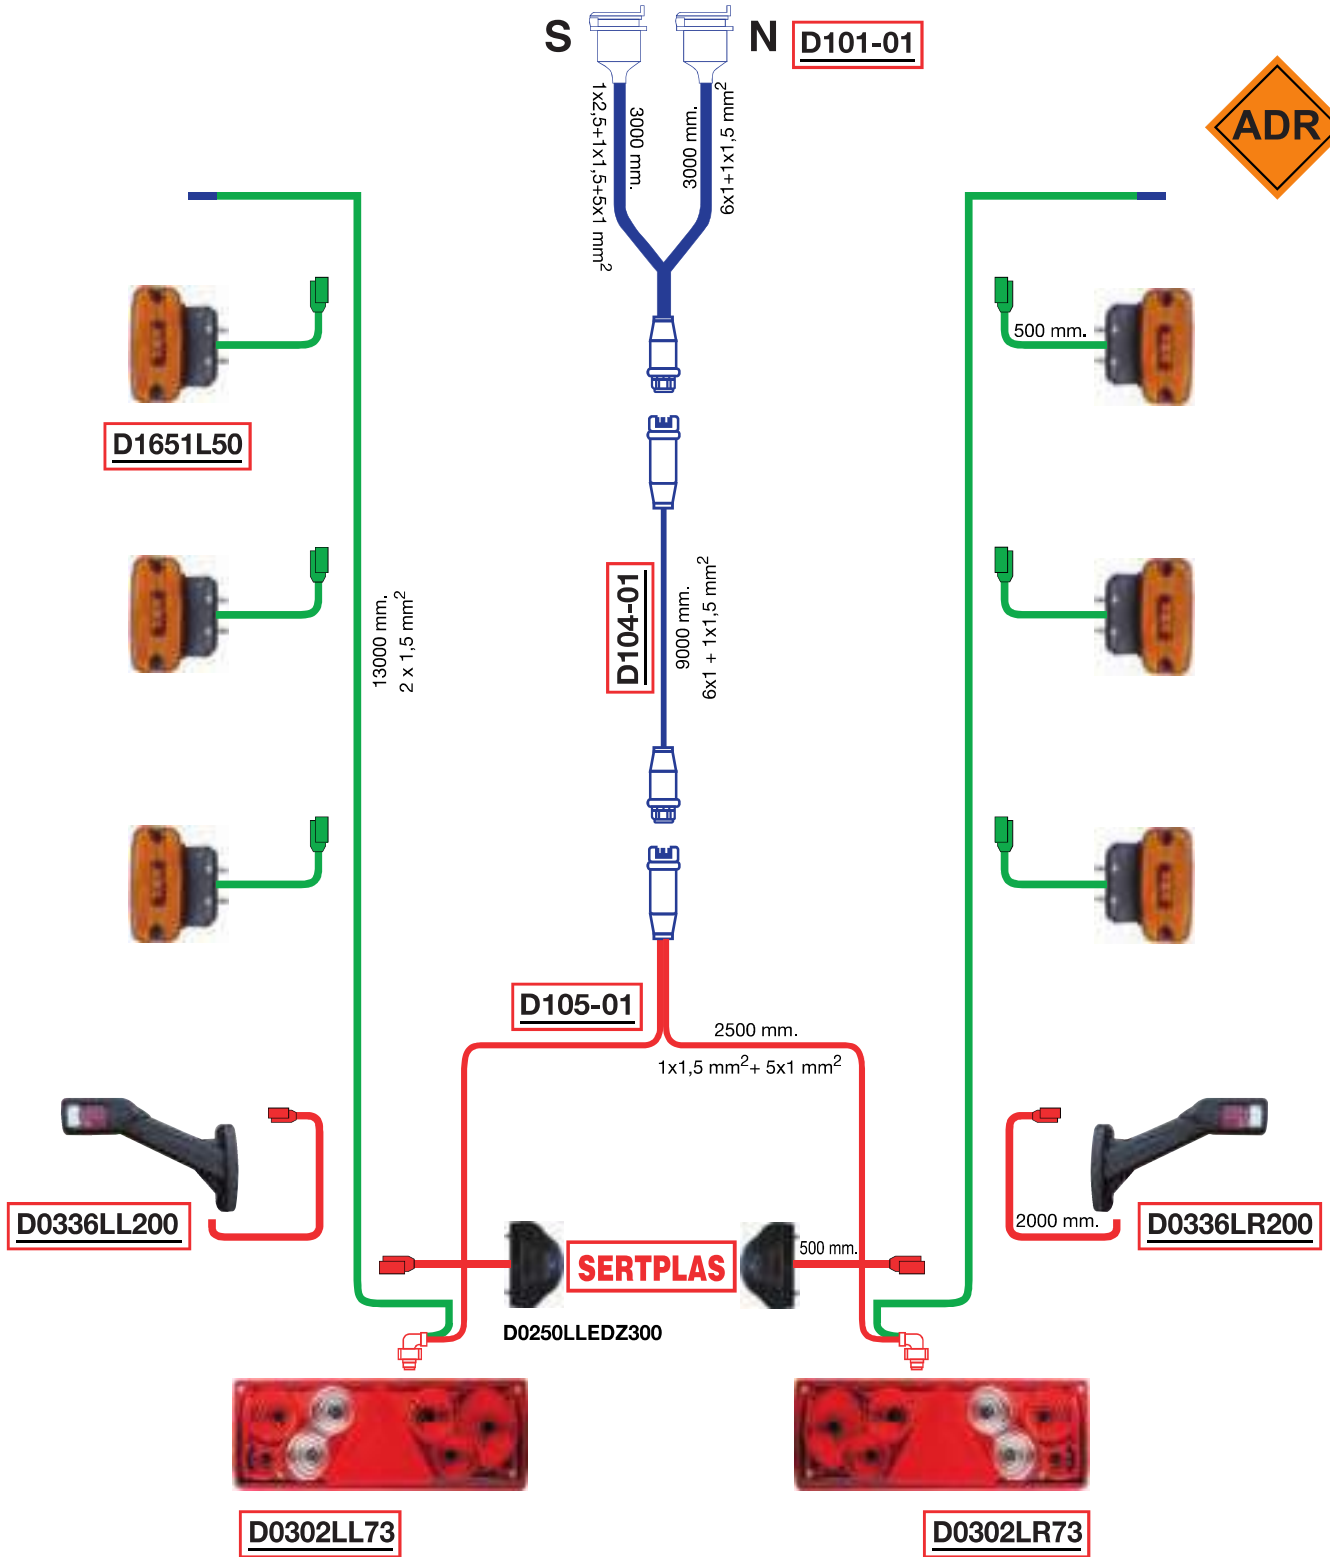 S
N
D101-01
ADR
1x2,5+1x1,5+5x1 mm²
3000 mm.
3000 mm.
6x1+1x1,5 mm²
500 mm.
D1651L50
D104-01
9000 mm.
6x1 + 1x1,5 mm²
13000 mm.
2 x 1,5 mm²
D105-01
2500 mm.
1x1,5 mm²+ 5x1 mm²
D0336LL200
2000 mm.
D0336LR200
SERTPLAS
500 mm.
D0250LLEDZ300
D0302LL73
D0302LR73